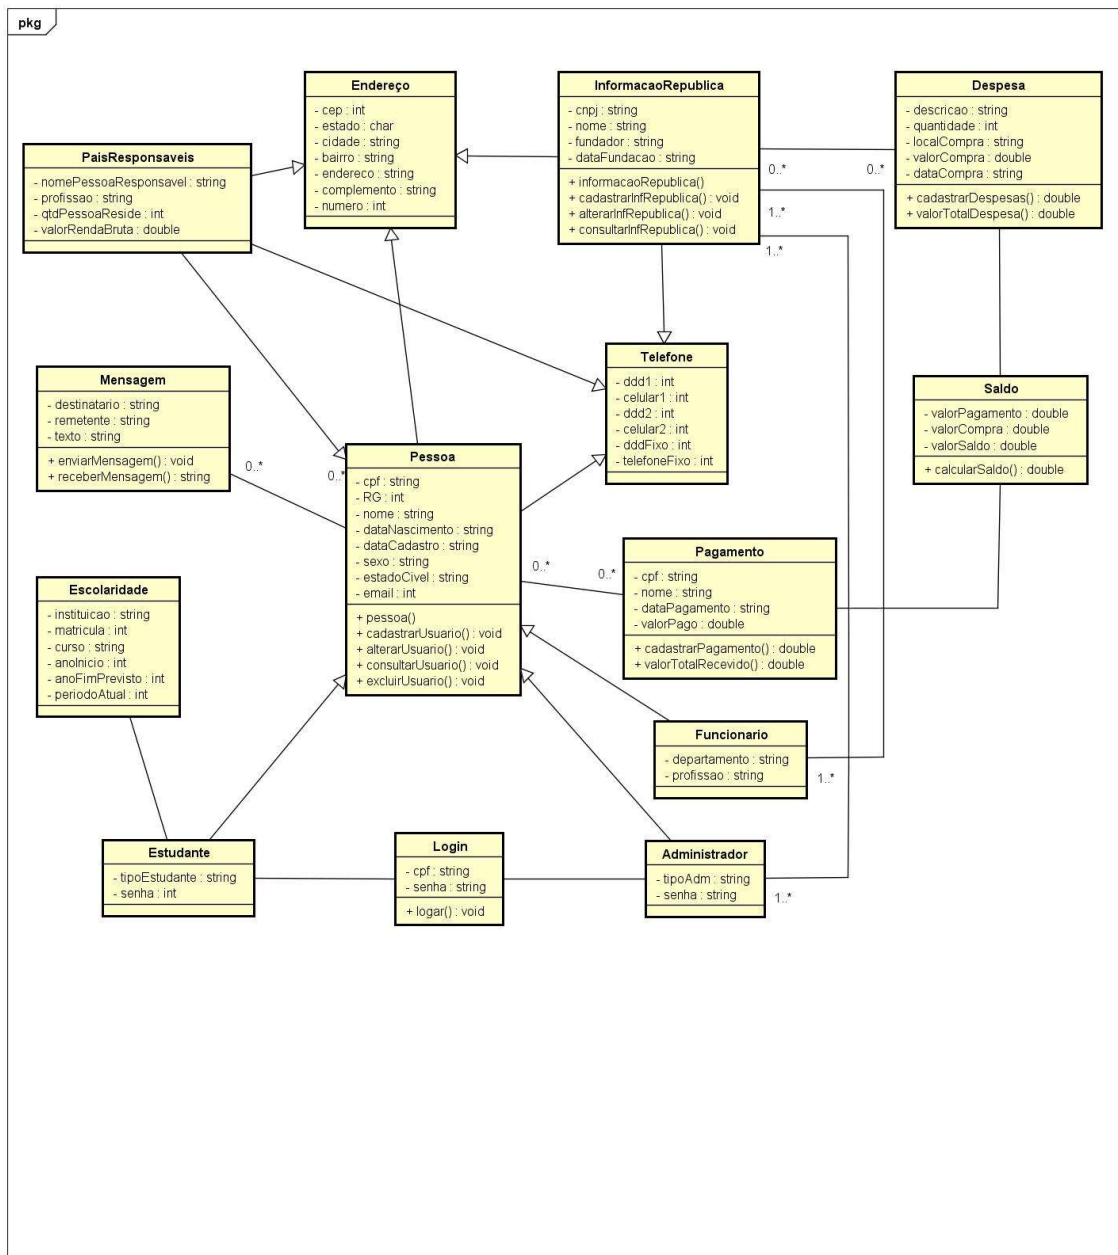 pkg
Endereço
- cep : int
- estado : char
- cidade : string
- bairro : string
- endereco : string
- complemento : string
- numero : int
InformacaoRepublica
- cnpj : string
- nome : string
- fundador : string
- dataFundacao : string
+ informacaoRepublica()
+ cadastrarInfRepublica() : void
+ alterarInfRepublica() : void
+ consultarInfRepublica() : void
0..*
0..*
1..*
1..*
Despesa
- descricao : string
- quantidade : int
- localCompra : string
- valorCompra : double
- dataCompra : string
+ cadastrarDespesas() : double
+ valorTotalDespesa() : double
PaisResponsaveis
- nomePessoaResponsavel : string
- profissao : string
- qtdPessoaReside : int
- valorRendaBruta : double
Telefone
- ddd1 : int
- celular1 : int
- ddd2 : int
- celular2 : int
- dddFixo : int
- telefoneFixo : int
Mensagem
- destinatario : string
- remetente : string
- texto : string
+ enviarMensagem() : void
+ receberMensagem() : string
0..*
0..*
Saldo
- valorPagamento : double
- valorCompra : double
- valorSaldo : double
+ calcularSaldo() : double
Pessoa
- cpf : string
- RG : int
- nome : string
- dataNascimento : string
- dataCadastro : string
- sexo : string
- estadoCivel : string
- email : int
+ pessoa()
+ cadastrarUsuario() : void
+ alterarUsuario() : void
+ consultarUsuario() : void
+ excluirUsuario() : void
0..*
0..*
Pagamento
- cpf : string
- nome : string
- dataPagamento : string
- valorPago : double
+ cadastrarPagamento() : double
+ valorTotalRecevido() : double
Escolaridade
- instituicao : string
- matricula : int
- curso : string
- anoInicio : int
- anoFimPrevisto : int
- periodoAtual : int
Funcionario
- departamento : string
- profissao : string
1..*
Estudante
- tipoEstudante : string
- senha : int
Login
- cpf : string
- senha : string
+ logar() : void
Administrador
- tipoAdm : string
- senha : string
1..*